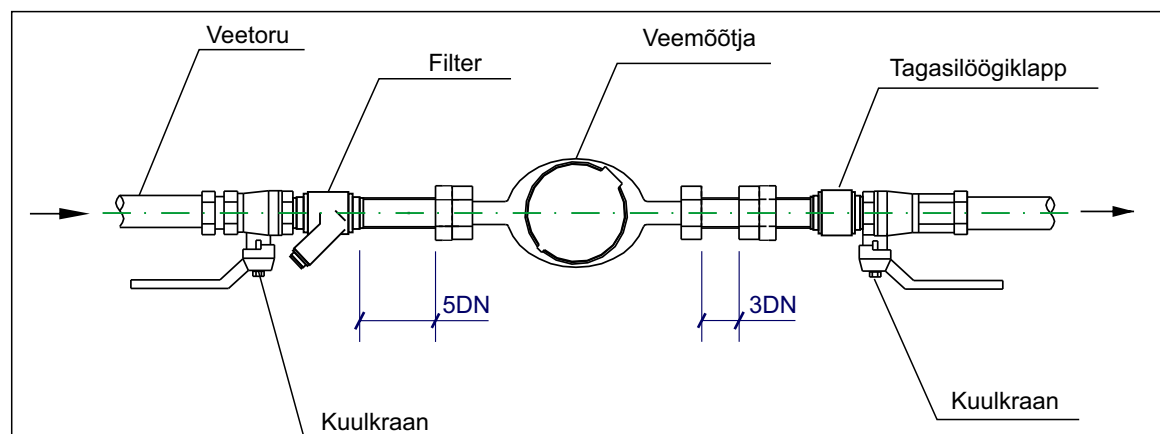 Veetoru
Filter
Veemõõtja
Tagasilöögiklapp
5DN
3DN
Kuulkraan
Kuulkraan